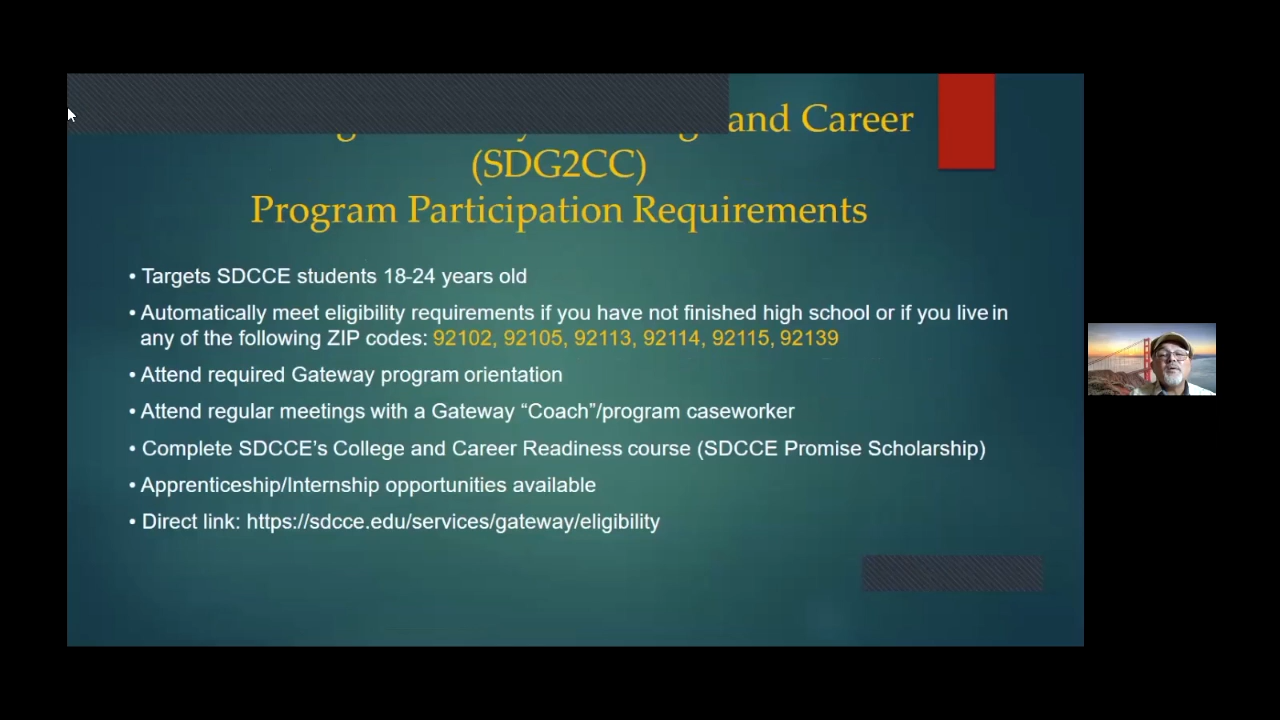 and Career
(SDG2CC)
Program Participation Requirements
• Targets SDCCE students 18-24 years old
• Automatically meet eligibility requirements if you have not finished high school or if you live in
any of the following ZIP codes: 92102, 92105, 92113, 92114, 92115, 92139
• Attend required Gateway program orientation
• Attend regular meetings with a Gateway “Coach”/program caseworker
• Complete SDCCE’s College and Career Readiness course (SDCCE Promise Scholarship)
• Apprenticeship/Internship opportunities available
• Direct link: https://sdcce.edu/services/gateway/eligibility